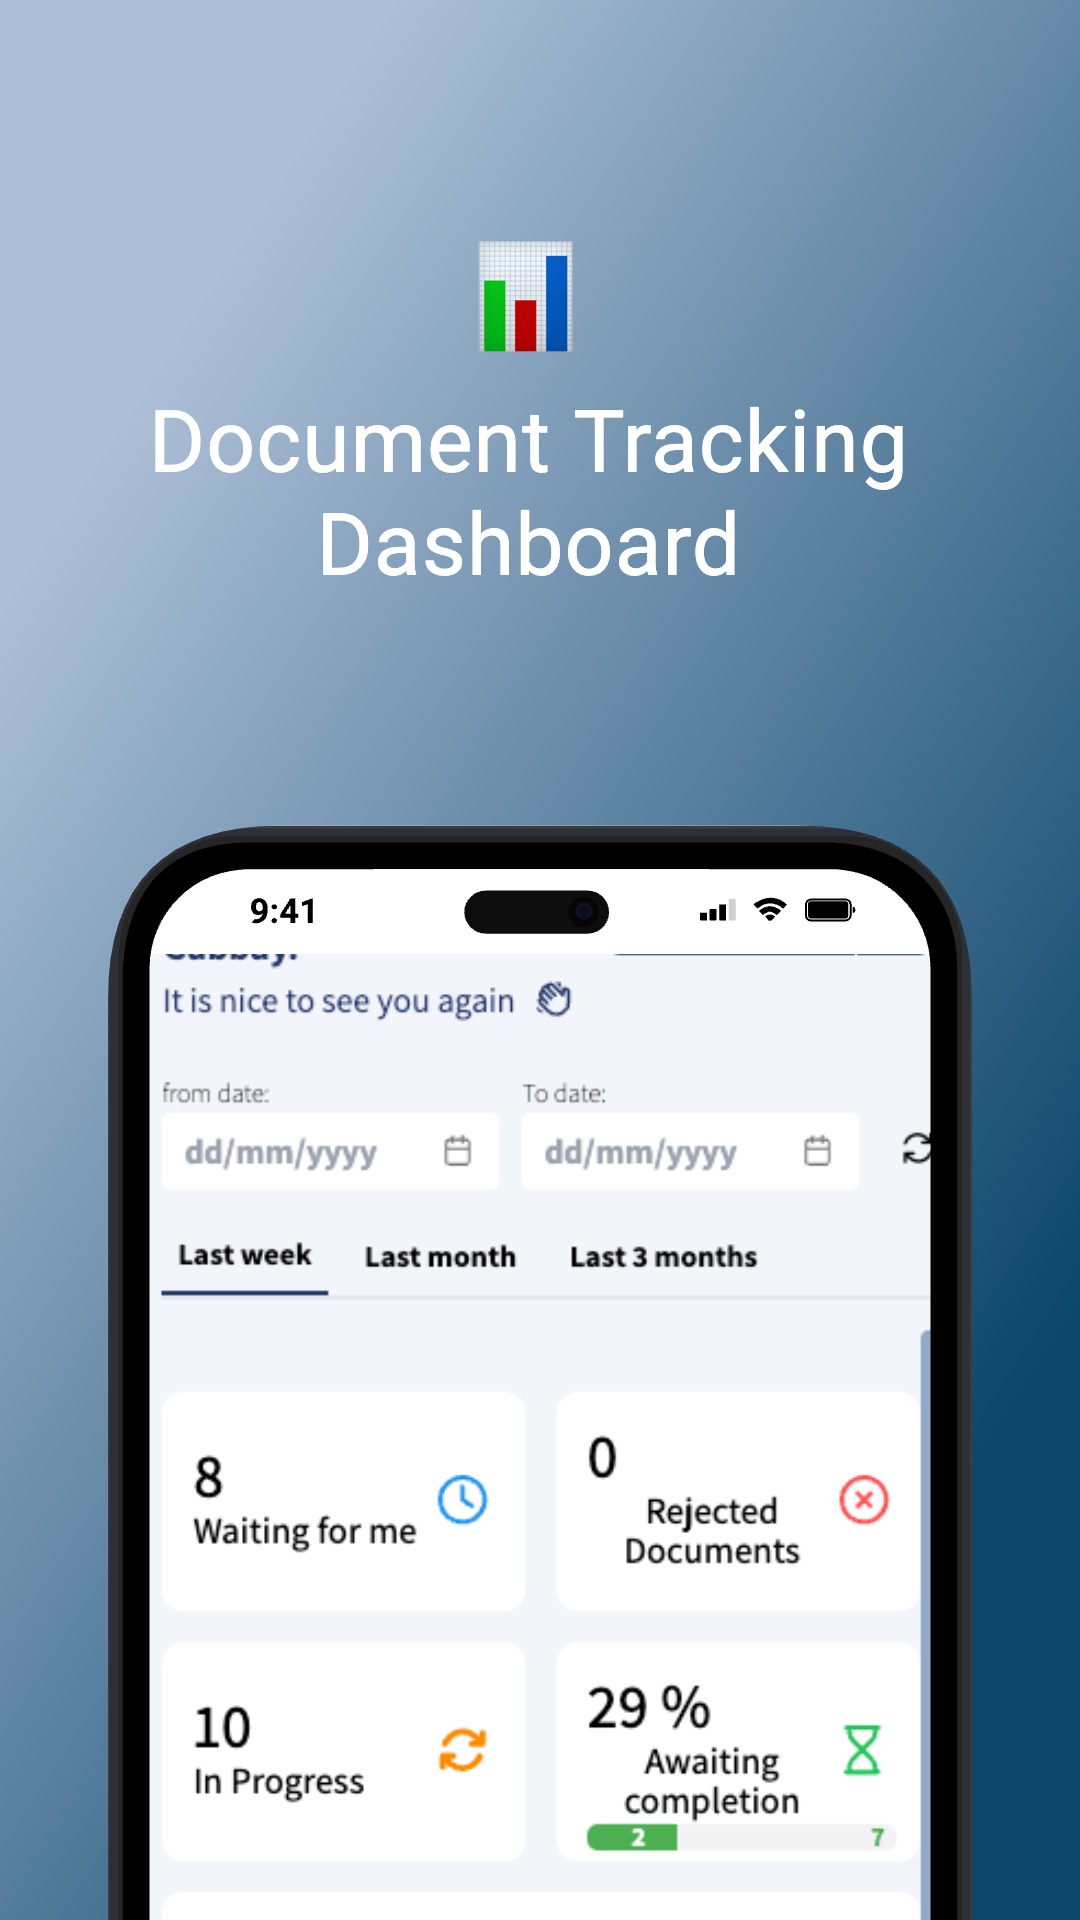 Document Tracking
Dashboard
9:41
It is nice to see you again
from date:
To date:
dd/mm/yyyy
dd/mm/yyyy
Last week
Last month
Last 3 months
8
Waiting for me
0
Rejected
Documents
10
In Progress
29 %
Awaiting
completion
2
7